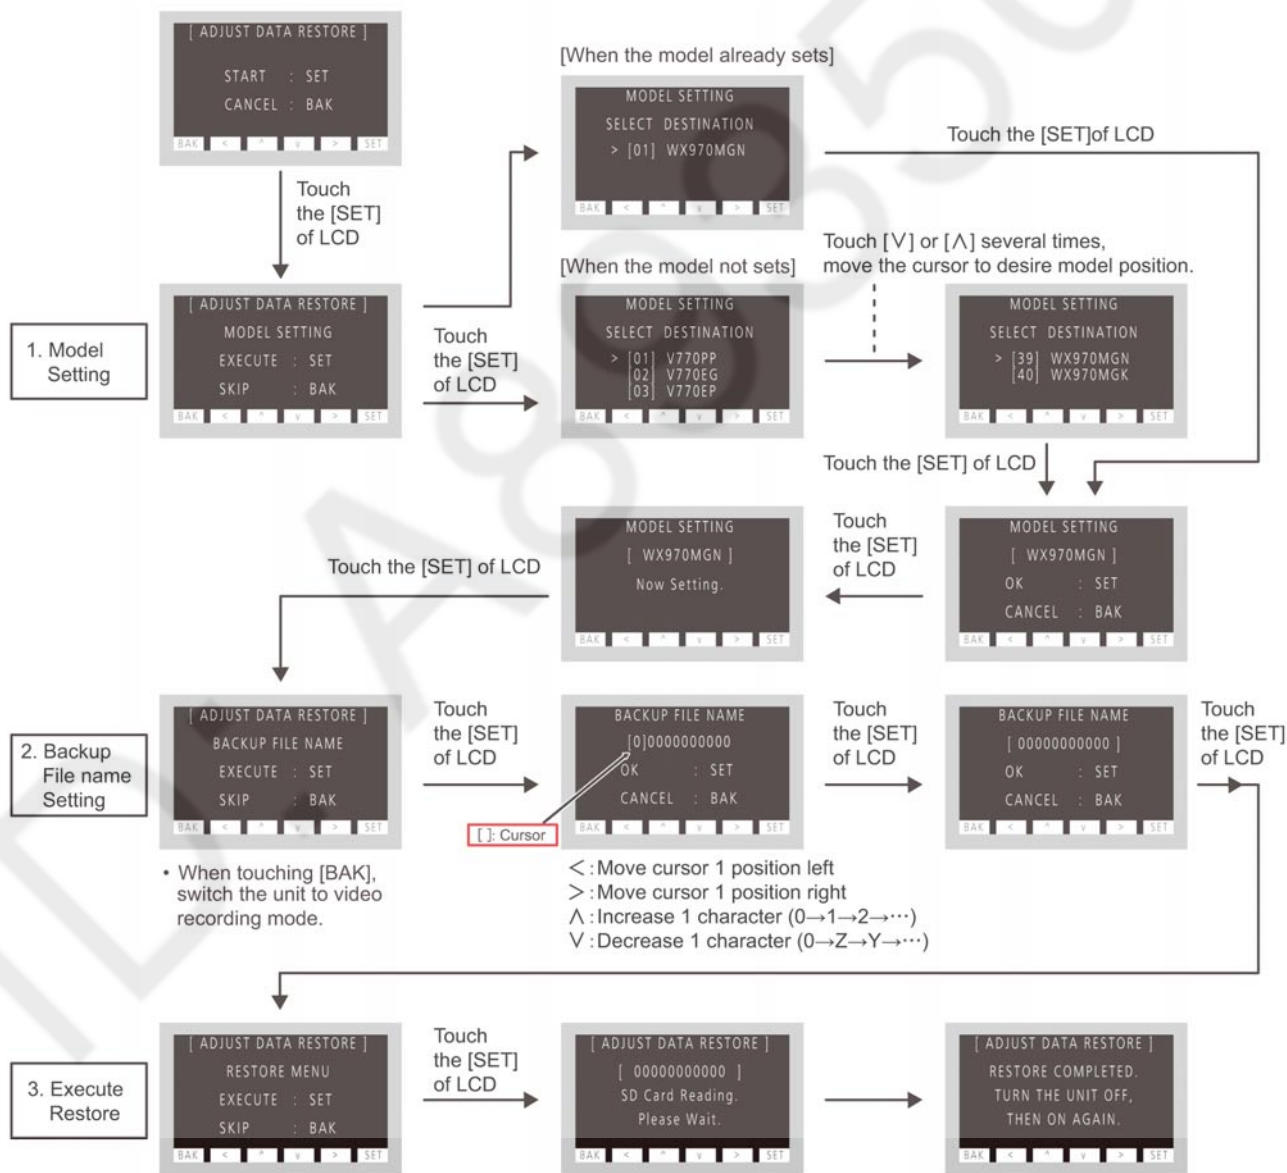 [ ADJUST DATA RESTORE ]
START : SET
CANCEL : BAK
BAK < ∧ ∨ > SET
Touch
the [SET]
of LCD
[When the model already sets]
MODEL SETTING
SELECT DESTINATION
> [01] WX970MGN
BAK < ∧ ∨ > SET
Touch the [SET]of LCD
1. Model
Setting
[ ADJUST DATA RESTORE ]
MODEL SETTING
EXECUTE : SET
SKIP : BAK
BAK < ∧ ∨ > SET
Touch
the [SET]
of LCD
[When the model not sets]
MODEL SETTING
SELECT DESTINATION
> [01] V770PP
[02] V770EG
[03] V770EP
BAK < ∧ ∨ > SET
Touch [∨] or [∧] several times,
move the cursor to desire model position.
MODEL SETTING
SELECT DESTINATION
> [39] WX970MGN
[40] WX970MGK
BAK < ∧ ∨ > SET
Touch the [SET] of LCD
MODEL SETTING
[ WX970MGN ]
OK : SET
CANCEL : BAK
BAK < ∧ ∨ > SET
Touch
the [SET]
of LCD
MODEL SETTING
[ WX970MGN ]
Now Setting.
BAK < ∧ ∨ > SET
Touch the [SET] of LCD
2. Backup
File name
Setting
[ ADJUST DATA RESTORE ]
BACKUP FILE NAME
EXECUTE : SET
SKIP : BAK
BAK < ∧ ∨ > SET
• When touching [BAK],
switch the unit to video
recording mode.
Touch
the [SET]
of LCD
BACKUP FILE NAME
[0]0000000000
OK : SET
CANCEL : BAK
BAK < ∧ ∨ > SET
[ ]: Cursor
< : Move cursor 1 position left
> : Move cursor 1 position right
∧ : Increase 1 character (0→1→2→⋯)
∨ : Decrease 1 character (0→Z→Y→⋯)
Touch
the [SET]
of LCD
BACKUP FILE NAME
[ 00000000000 ]
OK : SET
CANCEL : BAK
BAK < ∧ ∨ > SET
Touch
the [SET]
of LCD
3. Execute
Restore
[ ADJUST DATA RESTORE ]
RESTORE MENU
EXECUTE : SET
SKIP : BAK
BAK < ∧ ∨ > SET
Touch
the [SET]
of LCD
[ ADJUST DATA RESTORE ]
[ 00000000000 ]
SD Card Reading.
Please Wait.
BAK < ∧ ∨ > SET
[ ADJUST DATA RESTORE ]
RESTORE COMPLETED.
TURN THE UNIT OFF,
THEN ON AGAIN.
BAK < ∧ ∨ > SET